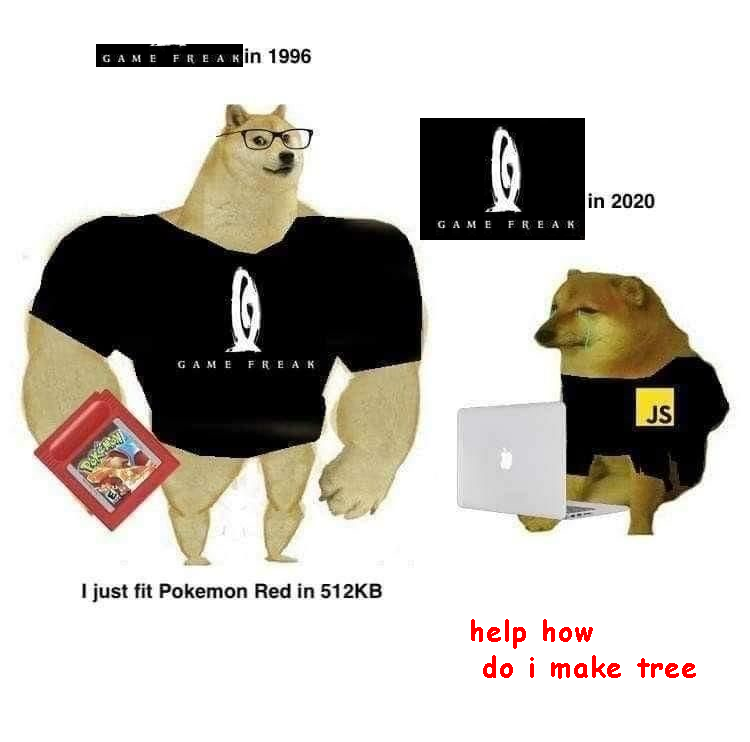 GAME FREAK in 1996
GAME FREAK in 2020
GAME FREAK
POKéMON
E
JS
I just fit Pokemon Red in 512KB
help how
do i make tree